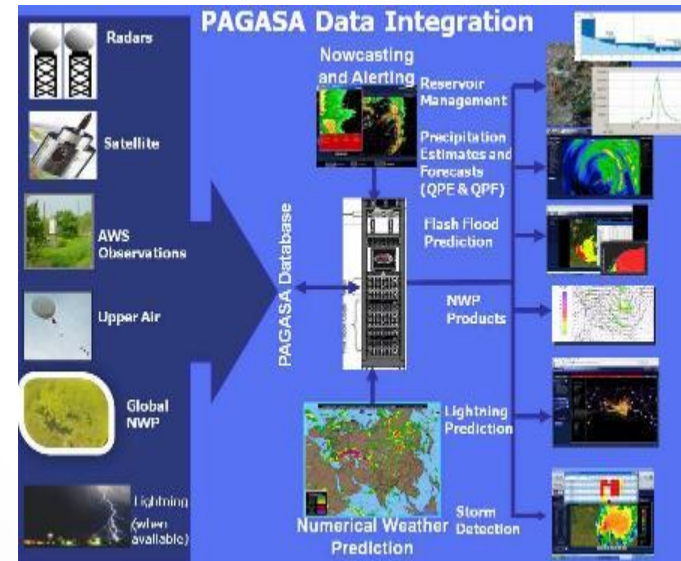 PAGASA Data Integration
Radars
Satellite
AWS
Observations
Upper Air
Global
NWP
Lightning
(when
available)
PAGASA Database
Nowcasting
and Alerting
Numerical Weather
Prediction
Reservoir
Management
Precipitation
Estimates and
Forecasts
(QPE & QPF)
Flash Flood
Prediction
NWP
Products
Lightning
Prediction
Storm
Detection